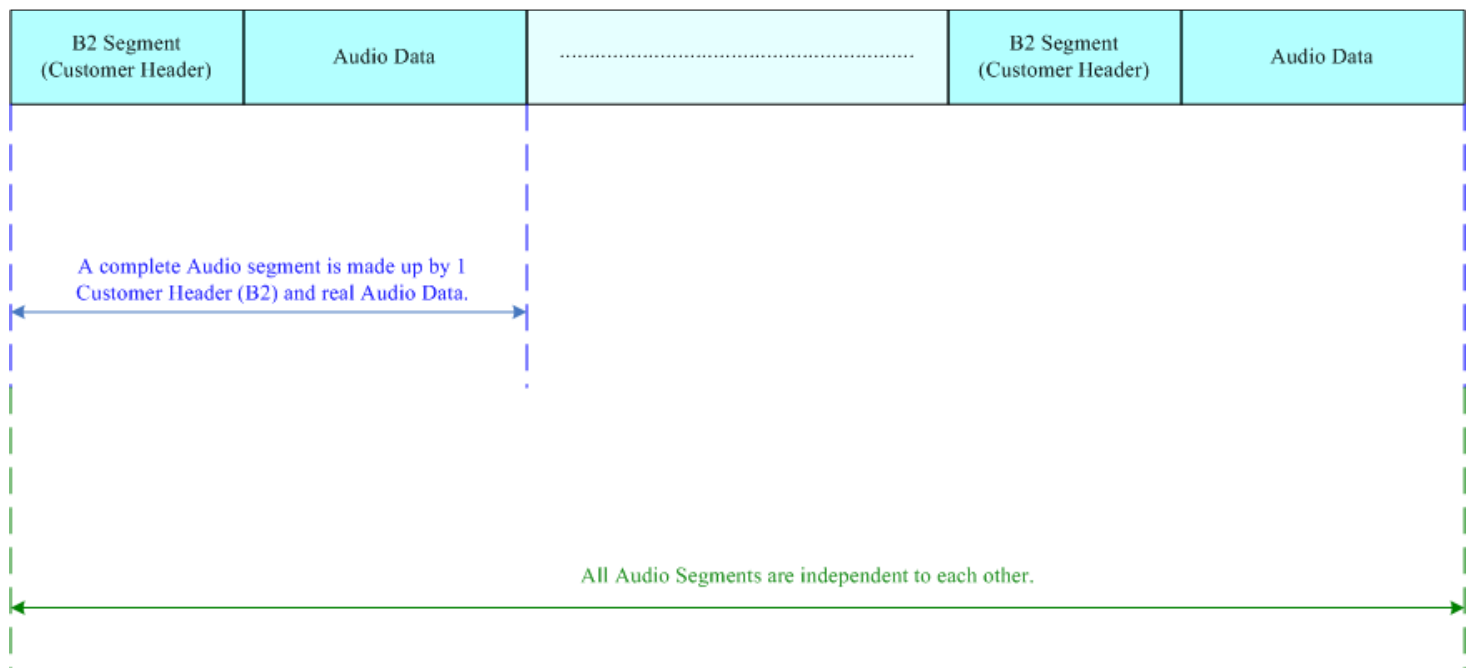 B2 Segment
(Customer Header)
Audio Data
............................................................
B2 Segment
(Customer Header)
Audio Data
A complete Audio segment is made up by 1
Customer Header (B2) and real Audio Data.
All Audio Segments are independent to each other.